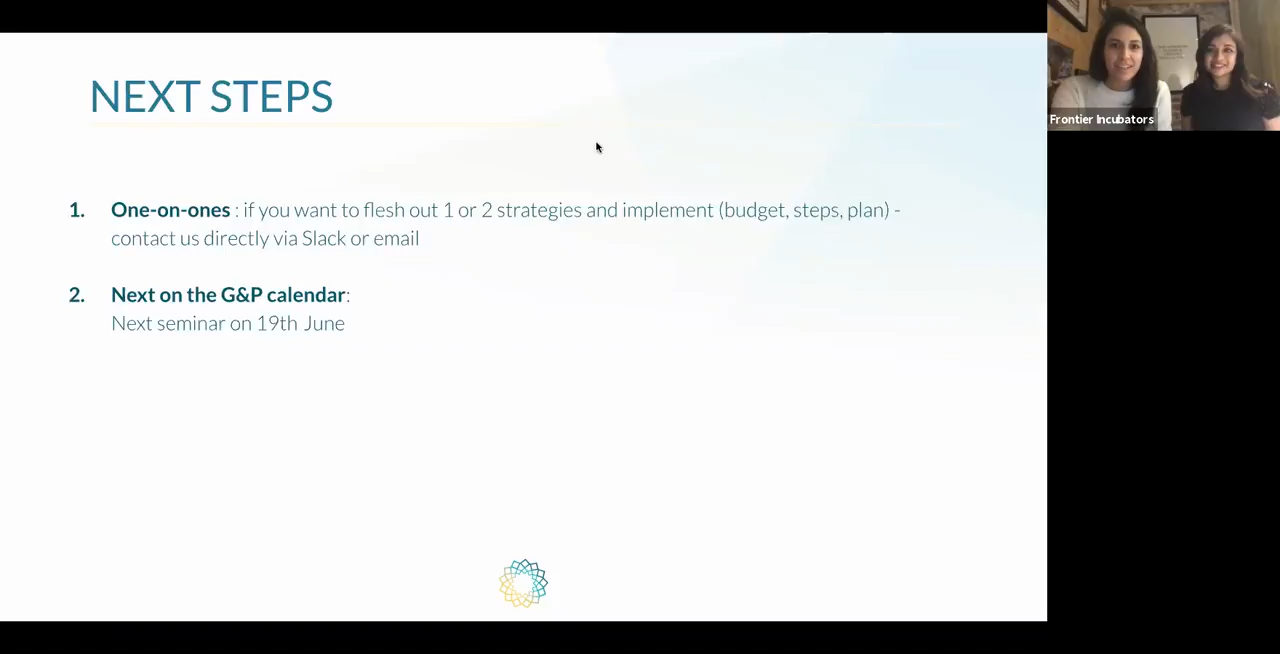 NEXT STEPS
Frontier Incubators
1. One-on-ones : if you want to flesh out 1 or 2 strategies and implement (budget, steps, plan) -
contact us directly via Slack or email
2. Next on the G&P calendar:
Next seminar on 19th June